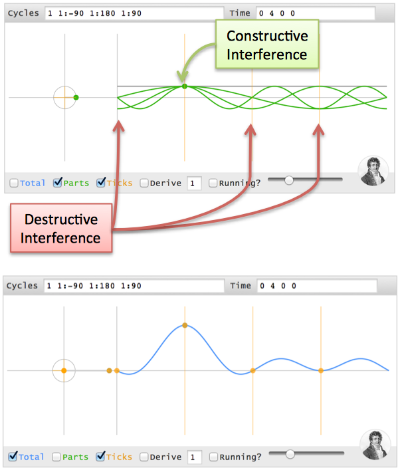 Cycles 1 1:-90 1:180 1:90 Time 0 4 0 0
Constructive
Interference
Total Parts Ticks Derive 1 Running?
Destructive
Interference
Cycles 1 1:-90 1:180 1:90 Time 0 4 0 0
Total Parts Ticks Derive 1 Running?